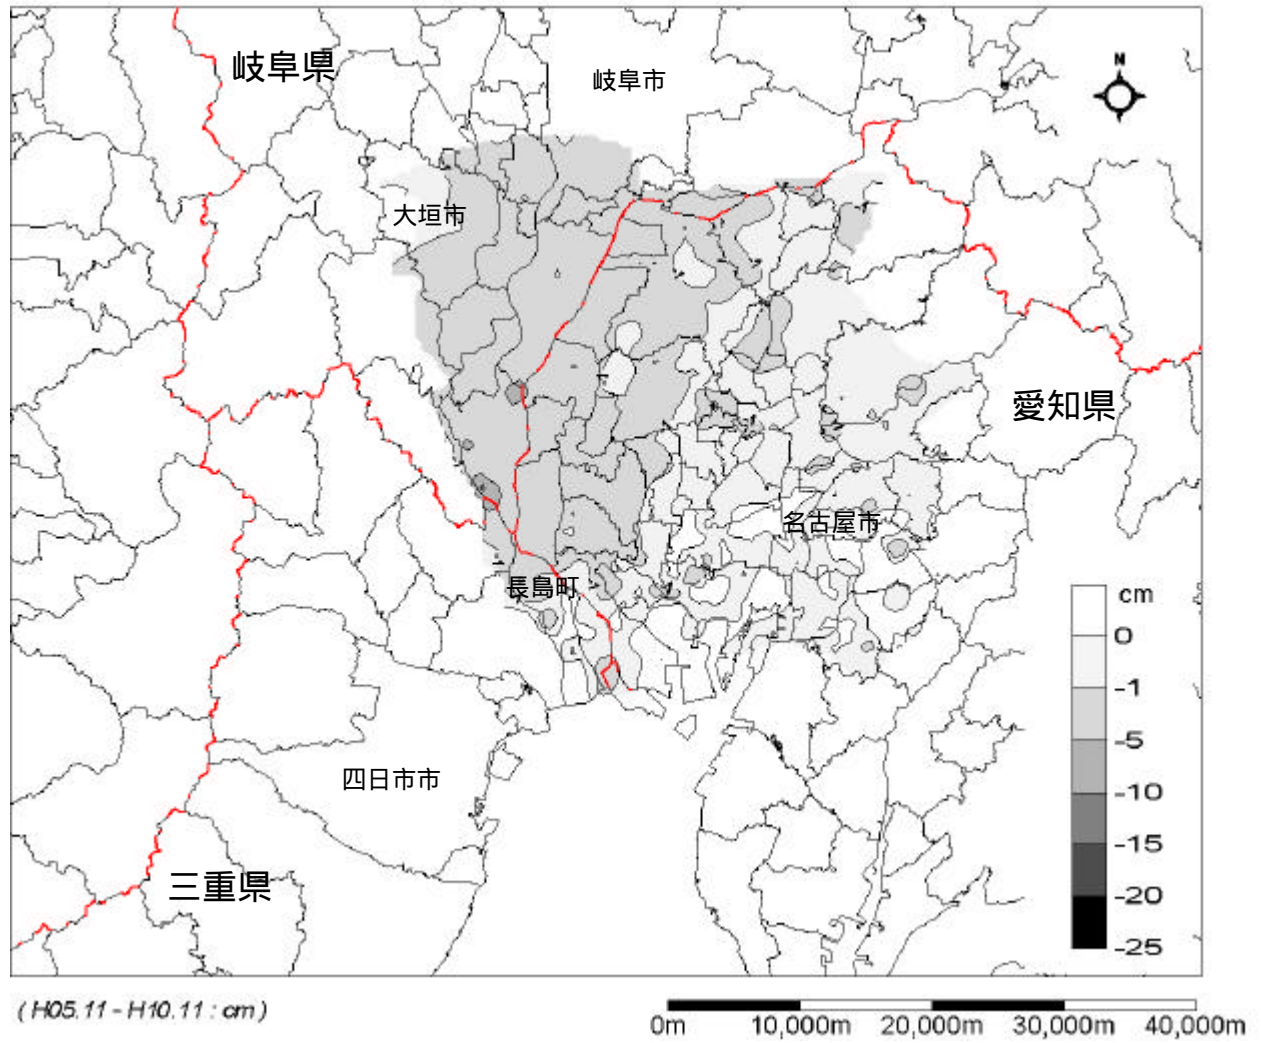 岐阜県
岐阜市
N
大垣市
愛知県
名古屋市
長島町
四日市市
三重県
cm
0
-1
-5
-10
-15
-20
-25
(H05.11 - H10.11 : cm)
0m 10,000m 20,000m 30,000m 40,000m